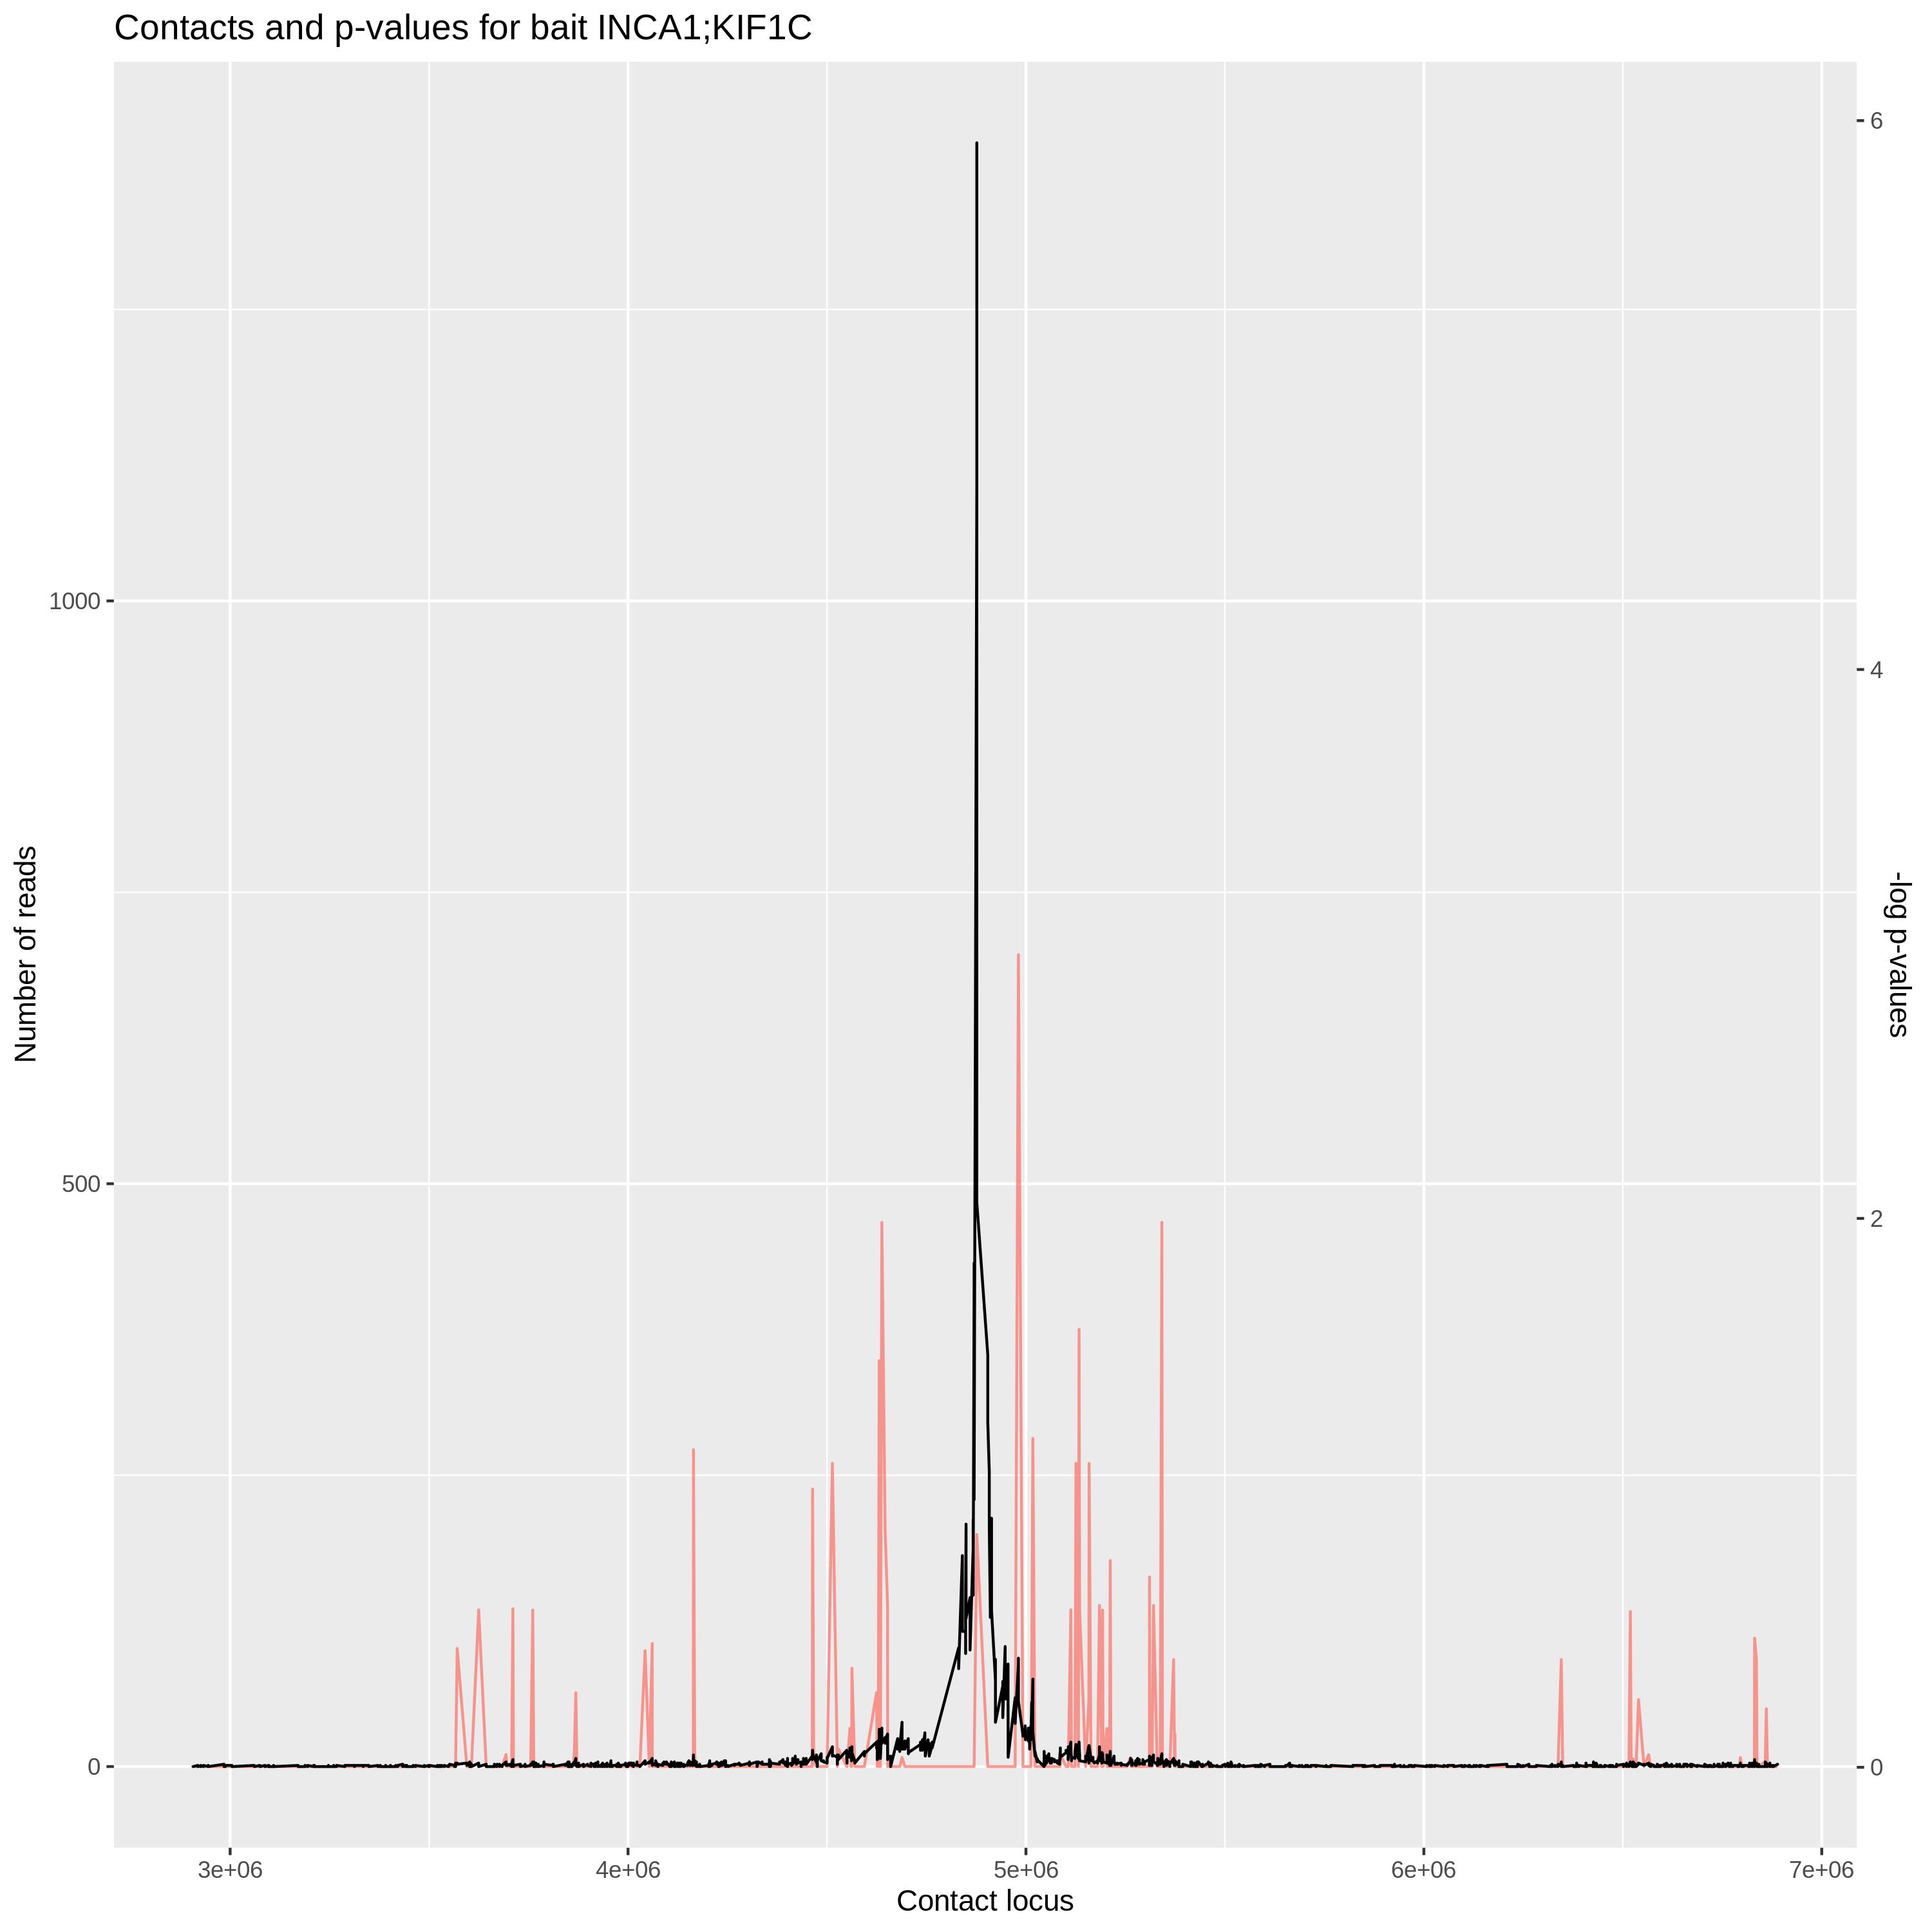 Contacts and p-values for bait INCA1;KIF1C
Number of reads
1000
500
0
6
4
2
0
-log p-values
3e+06
4e+06
5e+06
6e+06
7e+06
Contact locus